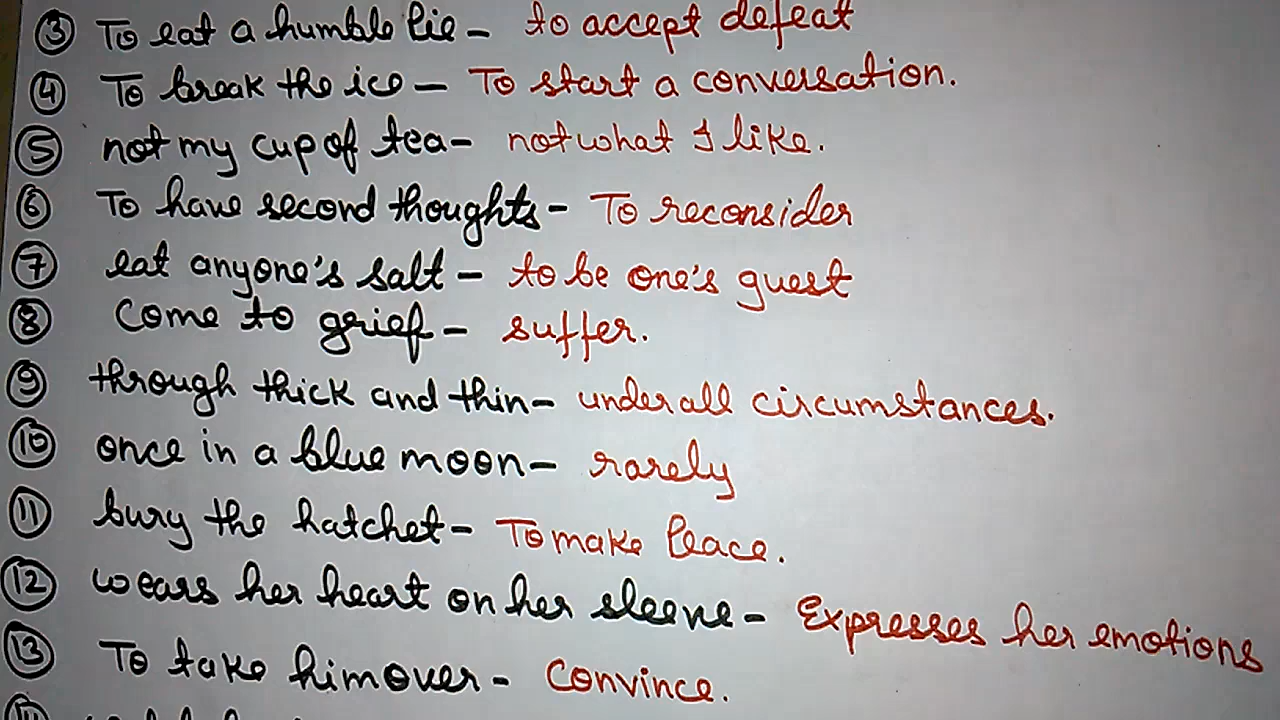 ③ To eat a humble pie - to accept defeat
④ To break the ice - To start a conversation.
⑤ not my cup of tea - not what I like.
⑥ To have second thoughts - To reconsider
⑦ eat anyone's salt - to be one's guest
⑧ Come to grief - suffer.
⑨ through thick and thin - under all circumstances.
⑩ once in a blue moon - rarely
⑪ bury the hatchet - To make peace.
⑫ wears her heart on her sleeve - Expresses her emotions
⑬ To take him over - Convince.